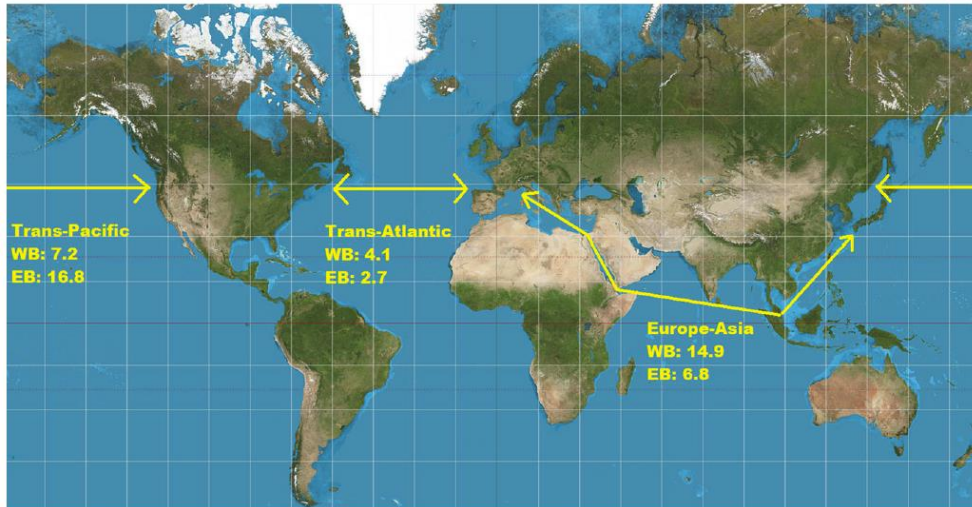 Trans-Pacific
WB: 7.2
EB: 16.8
Trans-Atlantic
WB: 4.1
EB: 2.7
Europe-Asia
WB: 14.9
EB: 6.8